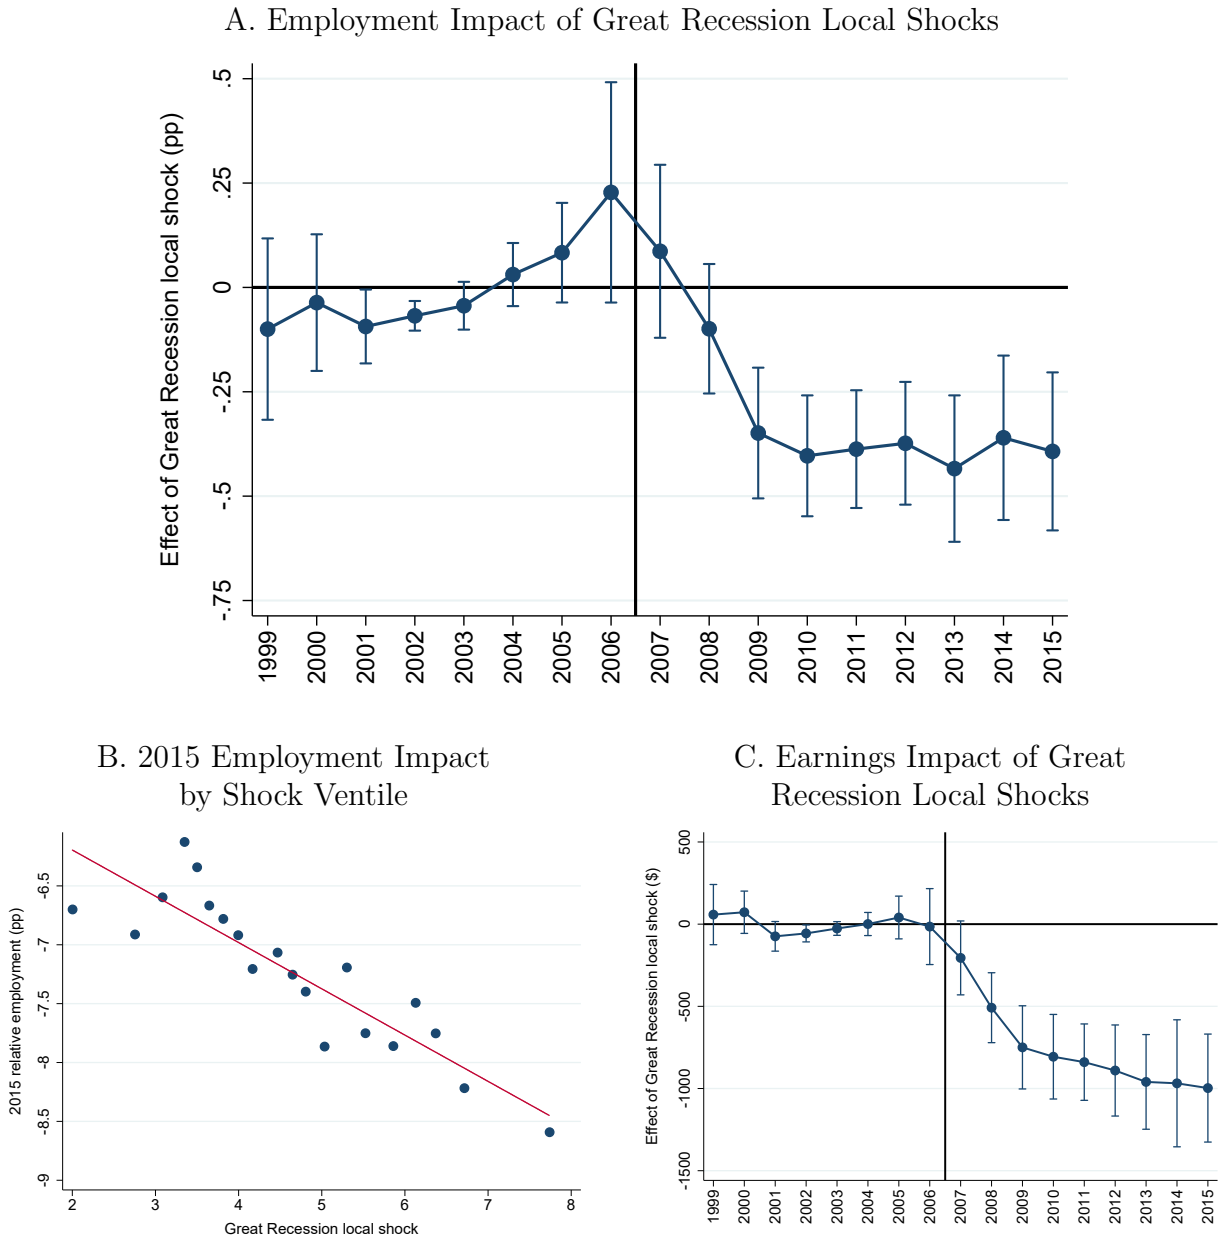 A. Employment Impact of Great Recession Local Shocks
Effect of Great Recession local shock (pp)
.5
.25
0
-.25
-.5
-.75
1999 2000 2001 2002 2003 2004 2005 2006 2007 2008 2009 2010 2011 2012 2013 2014 2015
B. 2015 Employment Impact
by Shock Ventile
2015 relative employment (pp)
-6.5
-7
-7.5
-8
-8.5
-9
2 3 4 5 6 7 8
Great Recession local shock
C. Earnings Impact of Great
Recession Local Shocks
Effect of Great Recession local shock ($)
500
0
-500
-1000
-1500
1999 2000 2001 2002 2003 2004 2005 2006 2007 2008 2009 2010 2011 2012 2013 2014 2015